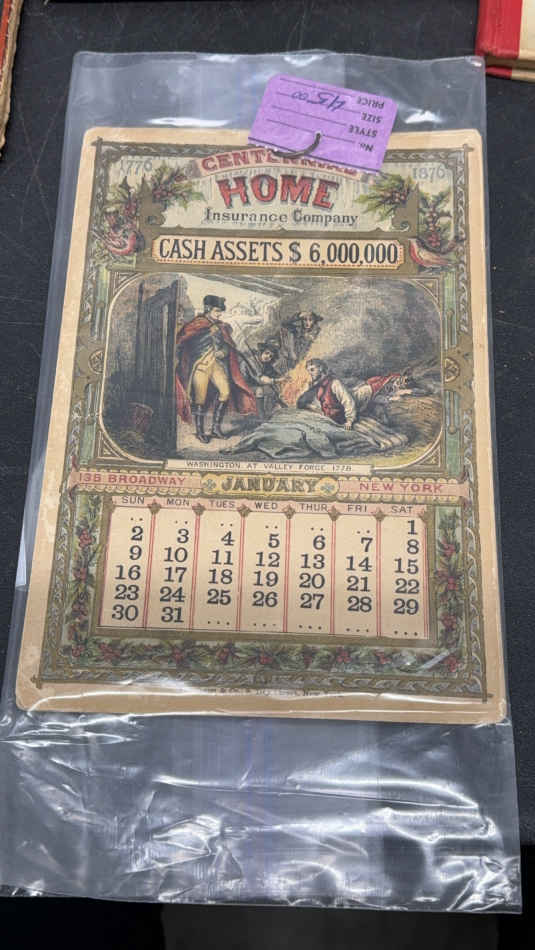 No.
STYLE
SIZE
PRICE 45.00
1776 CENTENNIAL 1876
HOME
Insurance Company
CASH ASSETS $ 6,000,000
WASHINGTON AT VALLEY FORGE 1778.
135 BROADWAY JANUARY NEW YORK
SUN MON TUES WED THUR FRI SAT
1
2 3 4 5 6 7 8
9 10 11 12 13 14 15
16 17 18 19 20 21 22
23 24 25 26 27 28 29
30 31
New York